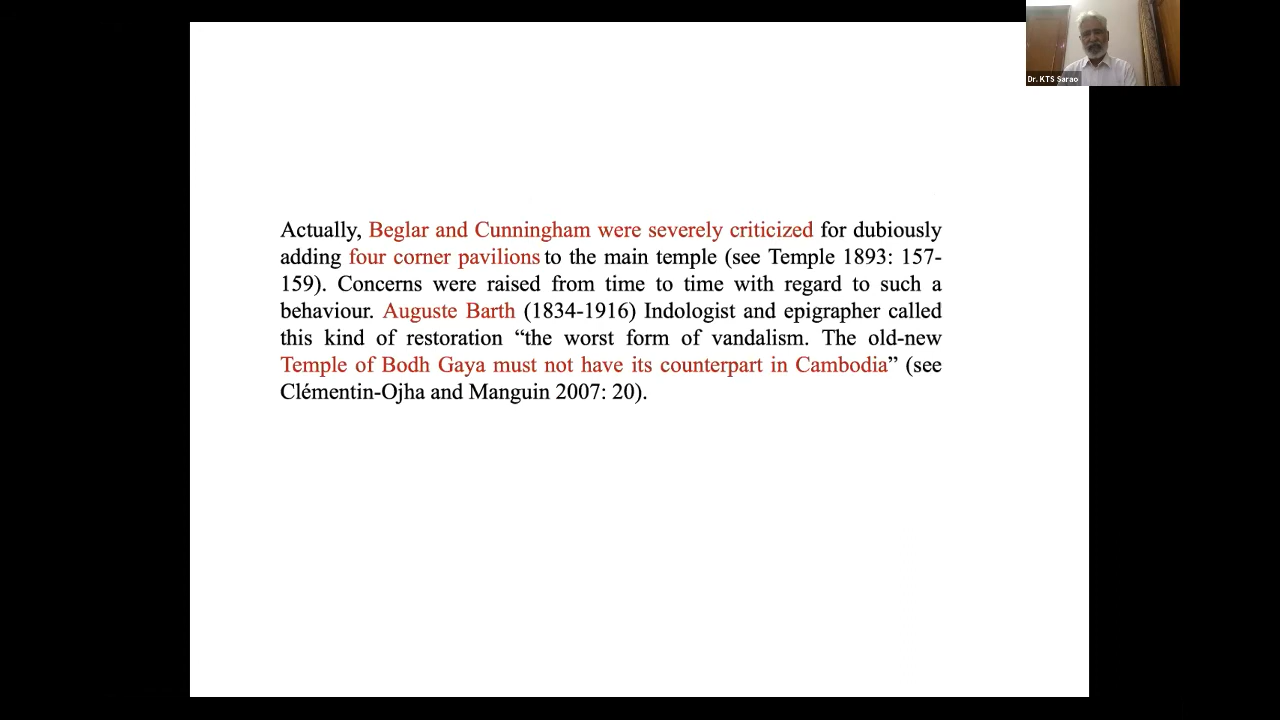 Dr. KTS Sarao
Actually, Beglar and Cunningham were severely criticized for dubiously
adding four corner pavilions to the main temple (see Temple 1893: 157-
159). Concerns were raised from time to time with regard to such a
behaviour. Auguste Barth (1834-1916) Indologist and epigrapher called
this kind of restoration “the worst form of vandalism. The old-new
Temple of Bodh Gaya must not have its counterpart in Cambodia” (see
Clémentin-Ojha and Manguin 2007: 20).